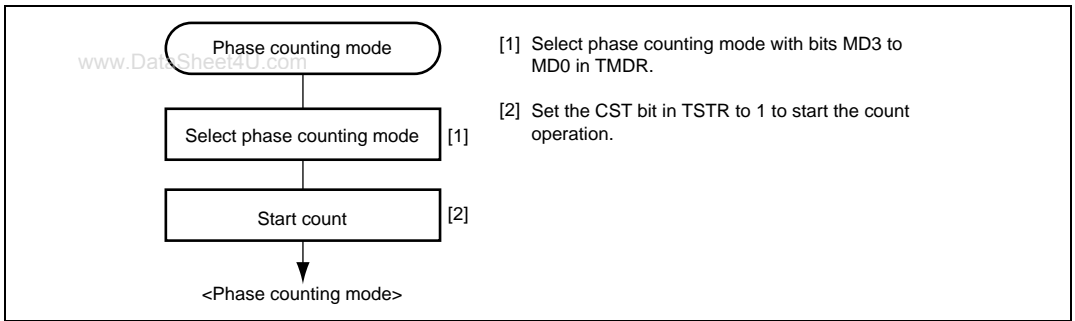 Phase counting mode
www.DataSheet4U.com
Select phase counting mode
[1]
Start count
[2]
<Phase counting mode>
[1] Select phase counting mode with bits MD3 to
MD0 in TMDR.
[2] Set the CST bit in TSTR to 1 to start the count
operation.